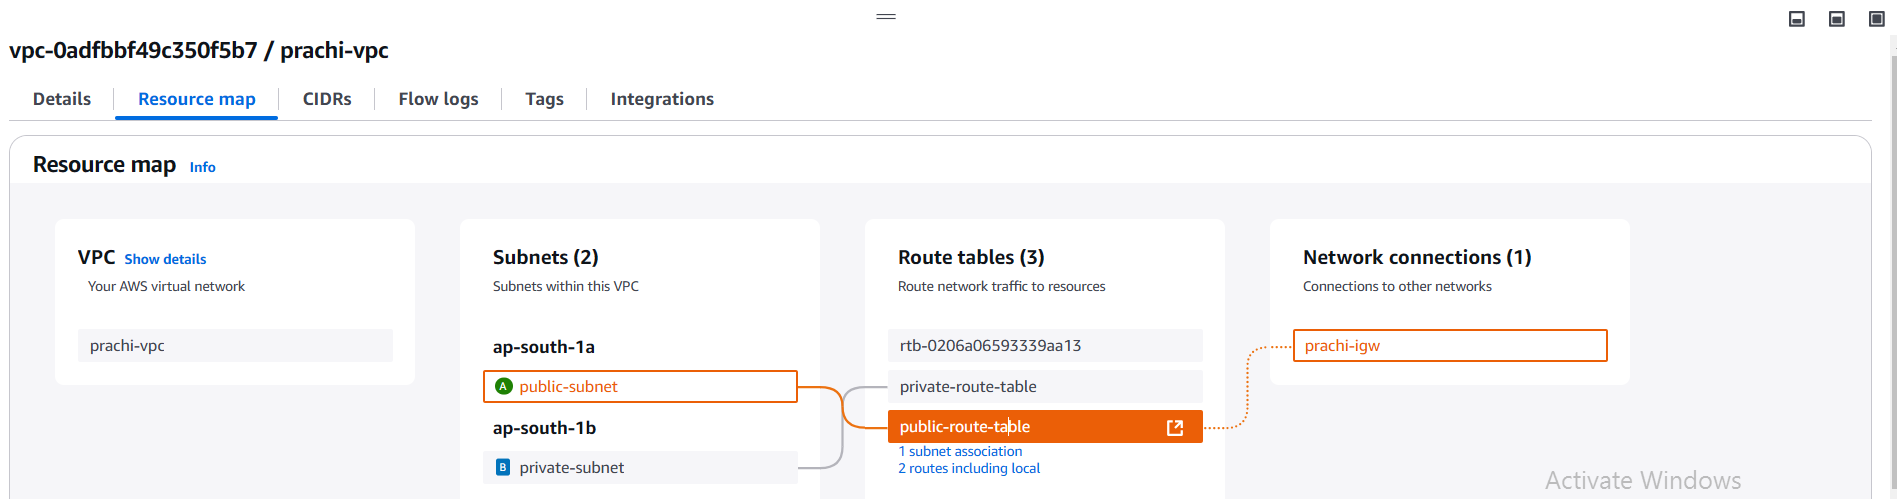 vpc-0adfbbf49c350f5b7 / prachi-vpc
Details Resource map CIDRs Flow logs Tags Integrations
Resource map Info
VPC Show details
Your AWS virtual network
prachi-vpc
Subnets (2)
Subnets within this VPC
ap-south-1a
A public-subnet
ap-south-1b
B private-subnet
Route tables (3)
Route network traffic to resources
rtb-0206a06593339aa13
private-route-table
public-route-table
1 subnet association
2 routes including local
Network connections (1)
Connections to other networks
prachi-igw
Activate Windows